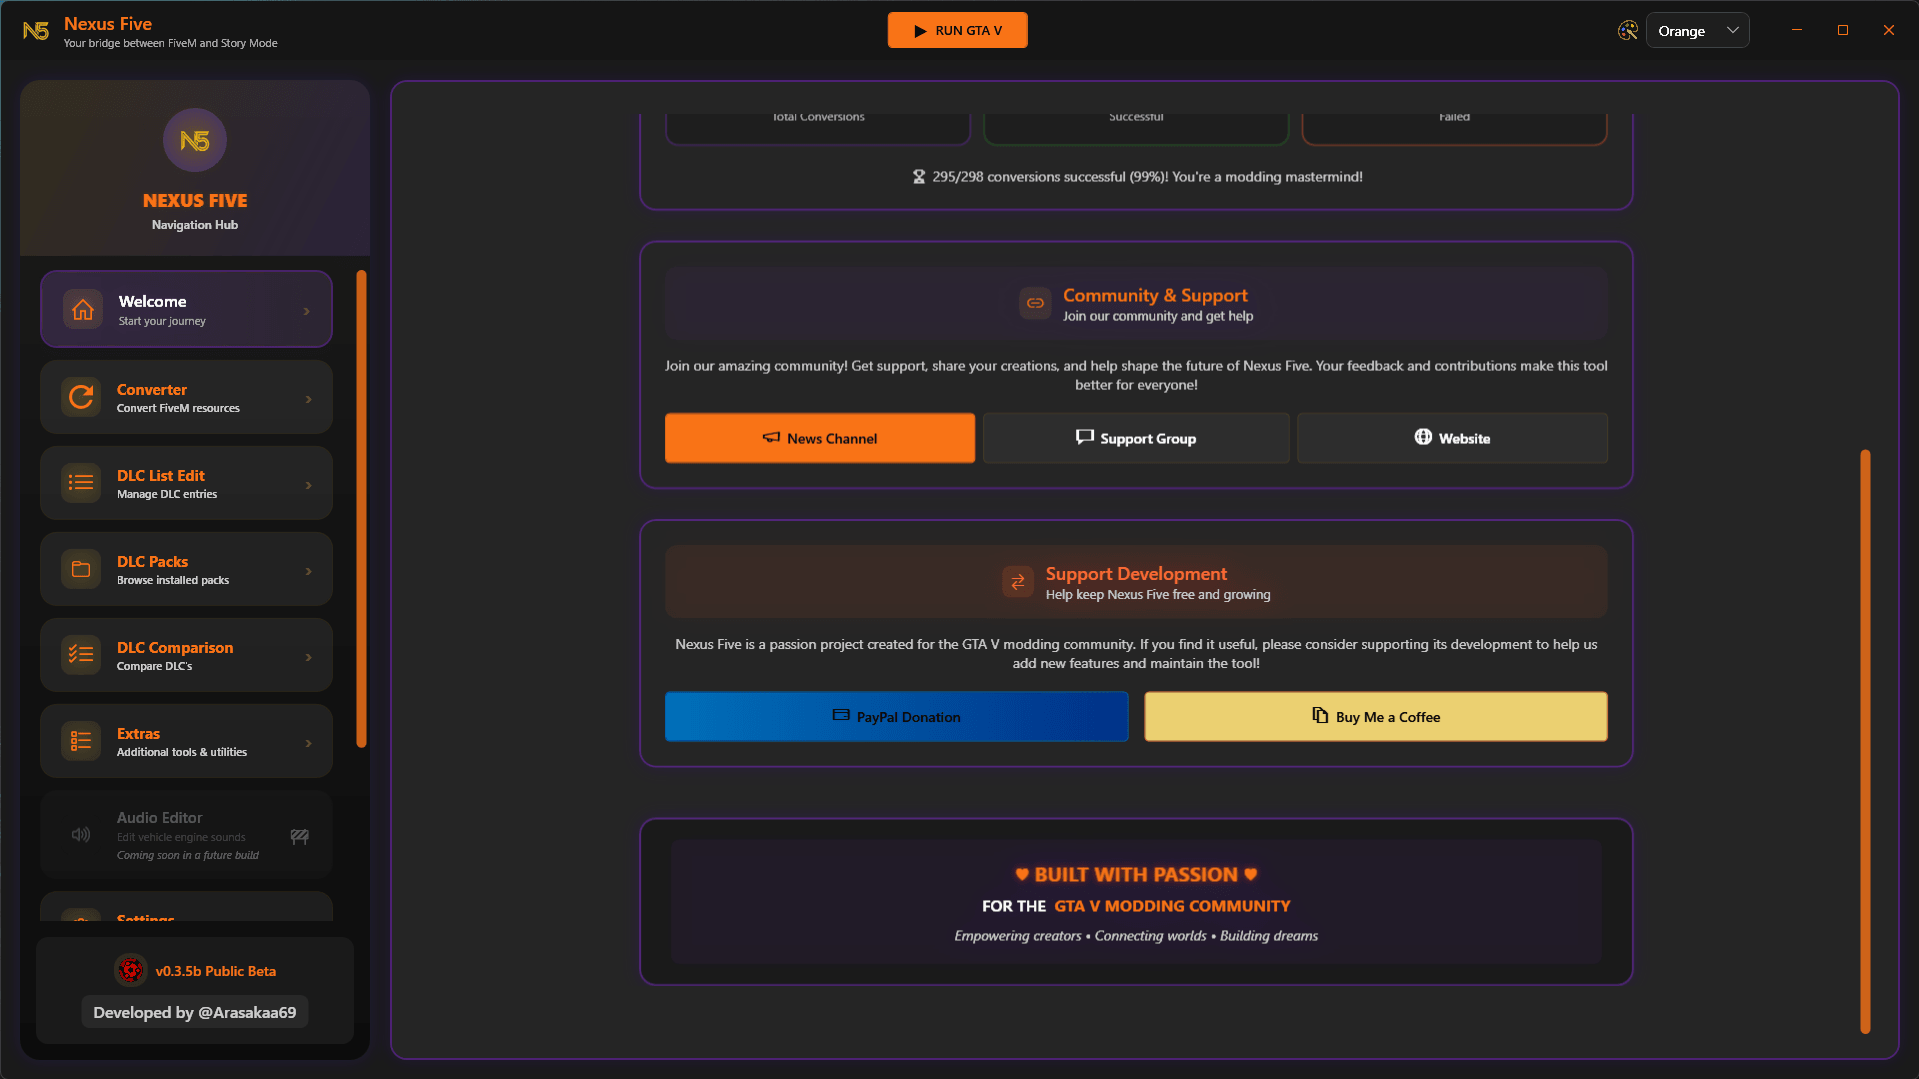 Nexus Five
Your bridge between FiveM and Story Mode
RUN GTA V
Orange
N5
NEXUS FIVE
Navigation Hub
Welcome
Start your journey
Converter
Convert FiveM resources
DLC List Edit
Manage DLC entries
DLC Packs
Browse installed packs
DLC Comparison
Compare DLC's
Extras
Additional tools & utilities
Audio Editor
Edit vehicle engine sounds
Coming soon in a future build
Settings
v0.3.5b Public Beta
Developed by @Arasakaa69
Total Conversions
Successful
Failed
295/298 conversions successful (99%)! You're a modding mastermind!
Community & Support
Join our community and get help
Join our amazing community! Get support, share your creations, and help shape the future of Nexus Five. Your feedback and contributions make this tool
better for everyone!
News Channel
Support Group
Website
Support Development
Help keep Nexus Five free and growing
Nexus Five is a passion project created for the GTA V modding community. If you find it useful, please consider supporting its development to help us
add new features and maintain the tool!
PayPal Donation
Buy Me a Coffee
♥ BUILT WITH PASSION ♥
FOR THE GTA V MODDING COMMUNITY
Empowering creators • Connecting worlds • Building dreams